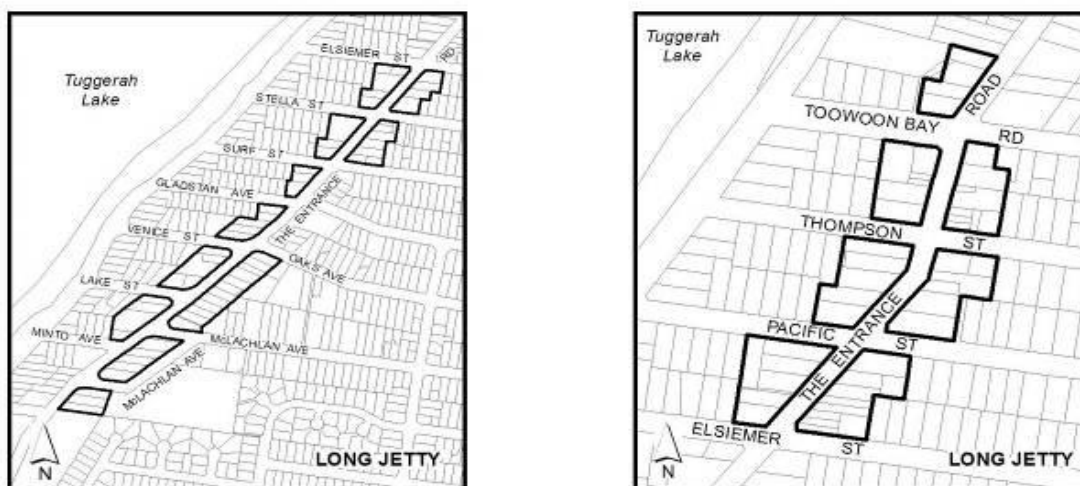 Tuggerah
Lake
ELSIEMER ST
RD
STELLA ST
SURF ST
GLADSTAN AVE
THE ENTRANCE
VENICE ST
OAKS AVE
LAKE ST
MINTO AVE
McLACHLAN AVE
McLACHLAN AVE
N
LONG JETTY
Tuggerah
Lake
ROAD
TOOWOON BAY RD
THOMPSON ST
THE ENTRANCE
PACIFIC ST
ELSIEMER ST
N
LONG JETTY